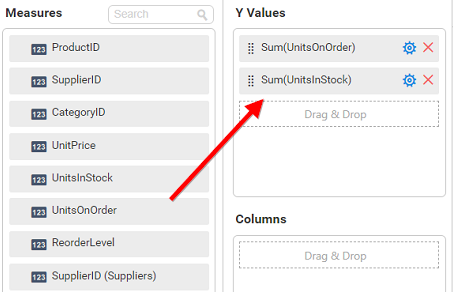 Measures
Search
123 ProductID
123 SupplierID
123 CategoryID
123 UnitPrice
123 UnitsInStock
123 UnitsOnOrder
123 ReorderLevel
123 SupplierID (Suppliers)
Y Values
Sum(UnitsOnOrder)
Sum(UnitsInStock)
Drag & Drop
Columns
Drag & Drop